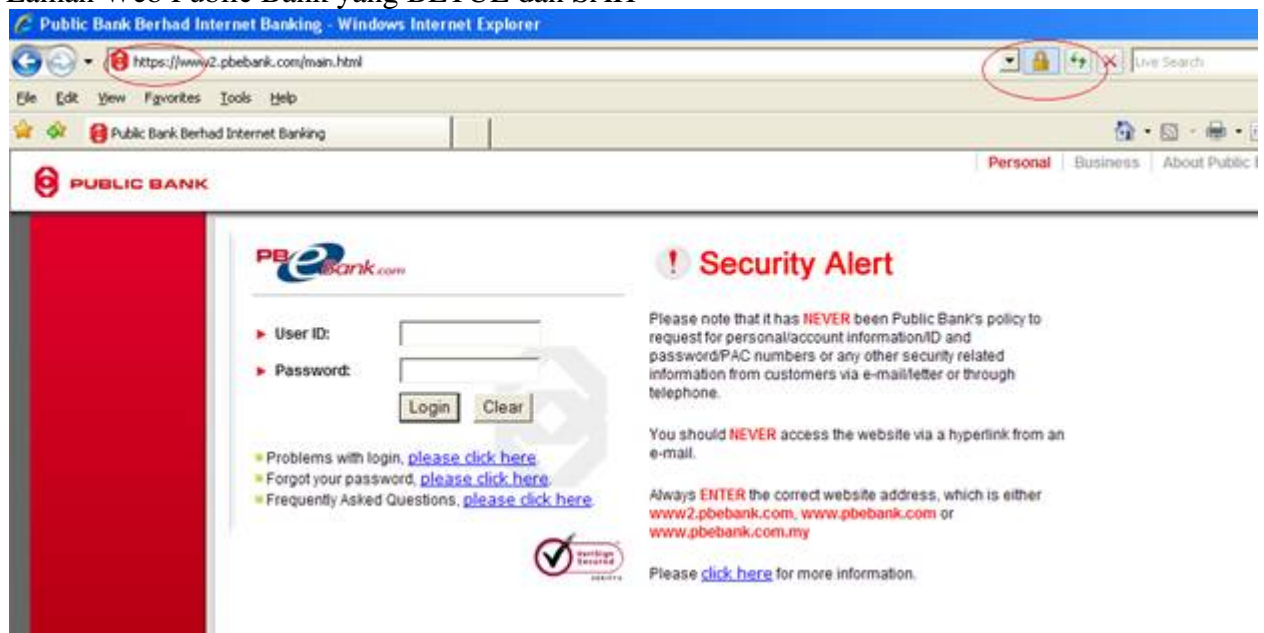 Laman Web Public Bank yang BETUL dan SAH
Public Bank Berhad Internet Banking - Windows Internet Explorer
https://www2.pbebank.com/main.html
Live Search
File Edit View Favorites Tools Help
Public Bank Berhad Internet Banking
Personal Business About Public
PUBLIC BANK
PBeBank.com
Security Alert
User ID:
Password:
Login Clear
Problems with login, please click here.
Forgot your password, please click here.
Frequently Asked Questions, please click here.
VeriSign
Secured
Please note that it has NEVER been Public Bank's policy to
request for personal/account information/ID and
password/PAC numbers or any other security related
information from customers via e-mail/letter or through
telephone.
You should NEVER access the website via a hyperlink from an
e-mail.
Always ENTER the correct website address, which is either
www2.pbebank.com, www.pbebank.com or
www.pbebank.com.my
Please click here for more information.